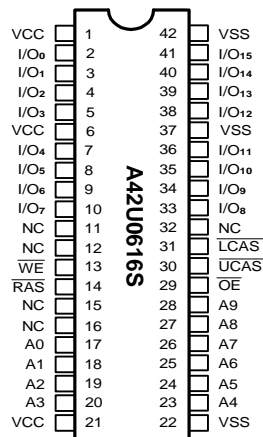 VCC 1 42 VSS
I/O0 2 41 I/O15
I/O1 3 40 I/O14
I/O2 4 39 I/O13
I/O3 5 38 I/O12
VCC 6 37 VSS
I/O4 7 36 I/O11
I/O5 8 35 I/O10
I/O6 9 34 I/O9
I/O7 10 33 I/O8
NC 11 32 NC
NC 12 31 LCAS
WE 13 30 UCAS
RAS 14 29 OE
NC 15 28 A9
NC 16 27 A8
A0 17 26 A7
A1 18 25 A6
A2 19 24 A5
A3 20 23 A4
VCC 21 22 VSS
A42U0616S